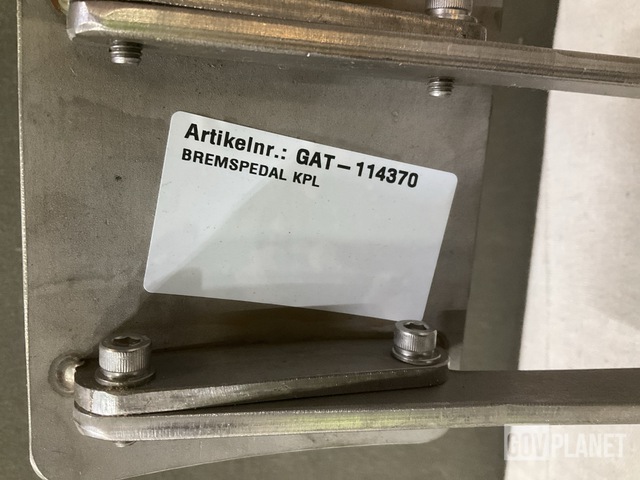 Artikelnr.: GAT-114370
BREMSPEDAL KPL
GOVPLANET